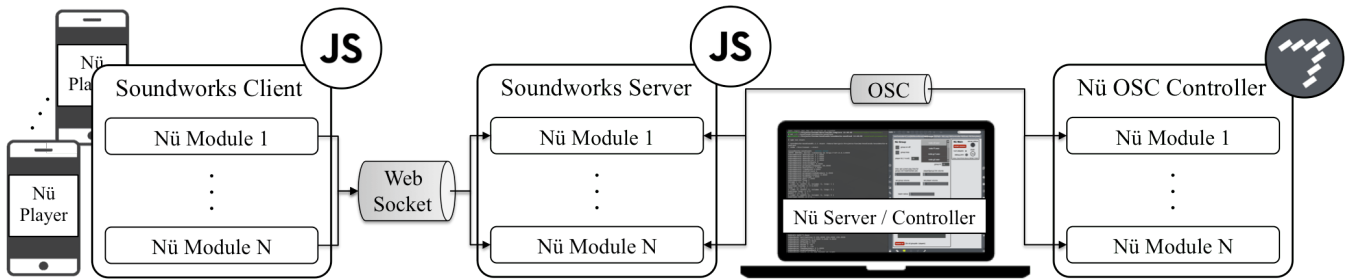 Nü
Pla
Nü
Player
JS
Soundworks Client
Nü Module 1
Nü Module N
Web
Socket
JS
Soundworks Server
Nü Module 1
Nü Module N
OSC
Nü Server / Controller
Nü OSC Controller
Nü Module 1
Nü Module N